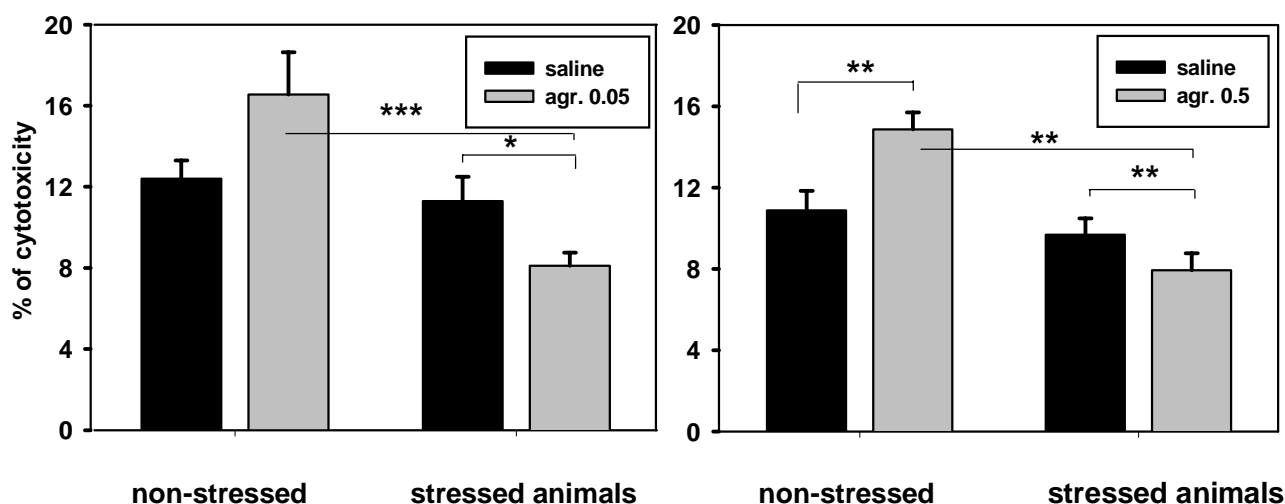 % of cytotoxicity
20
16
12
8
4
0
saline
agr. 0.05
***
*
non-stressed
stressed animals
20
16
12
8
4
0
saline
agr. 0.5
**
**
**
non-stressed
stressed animals